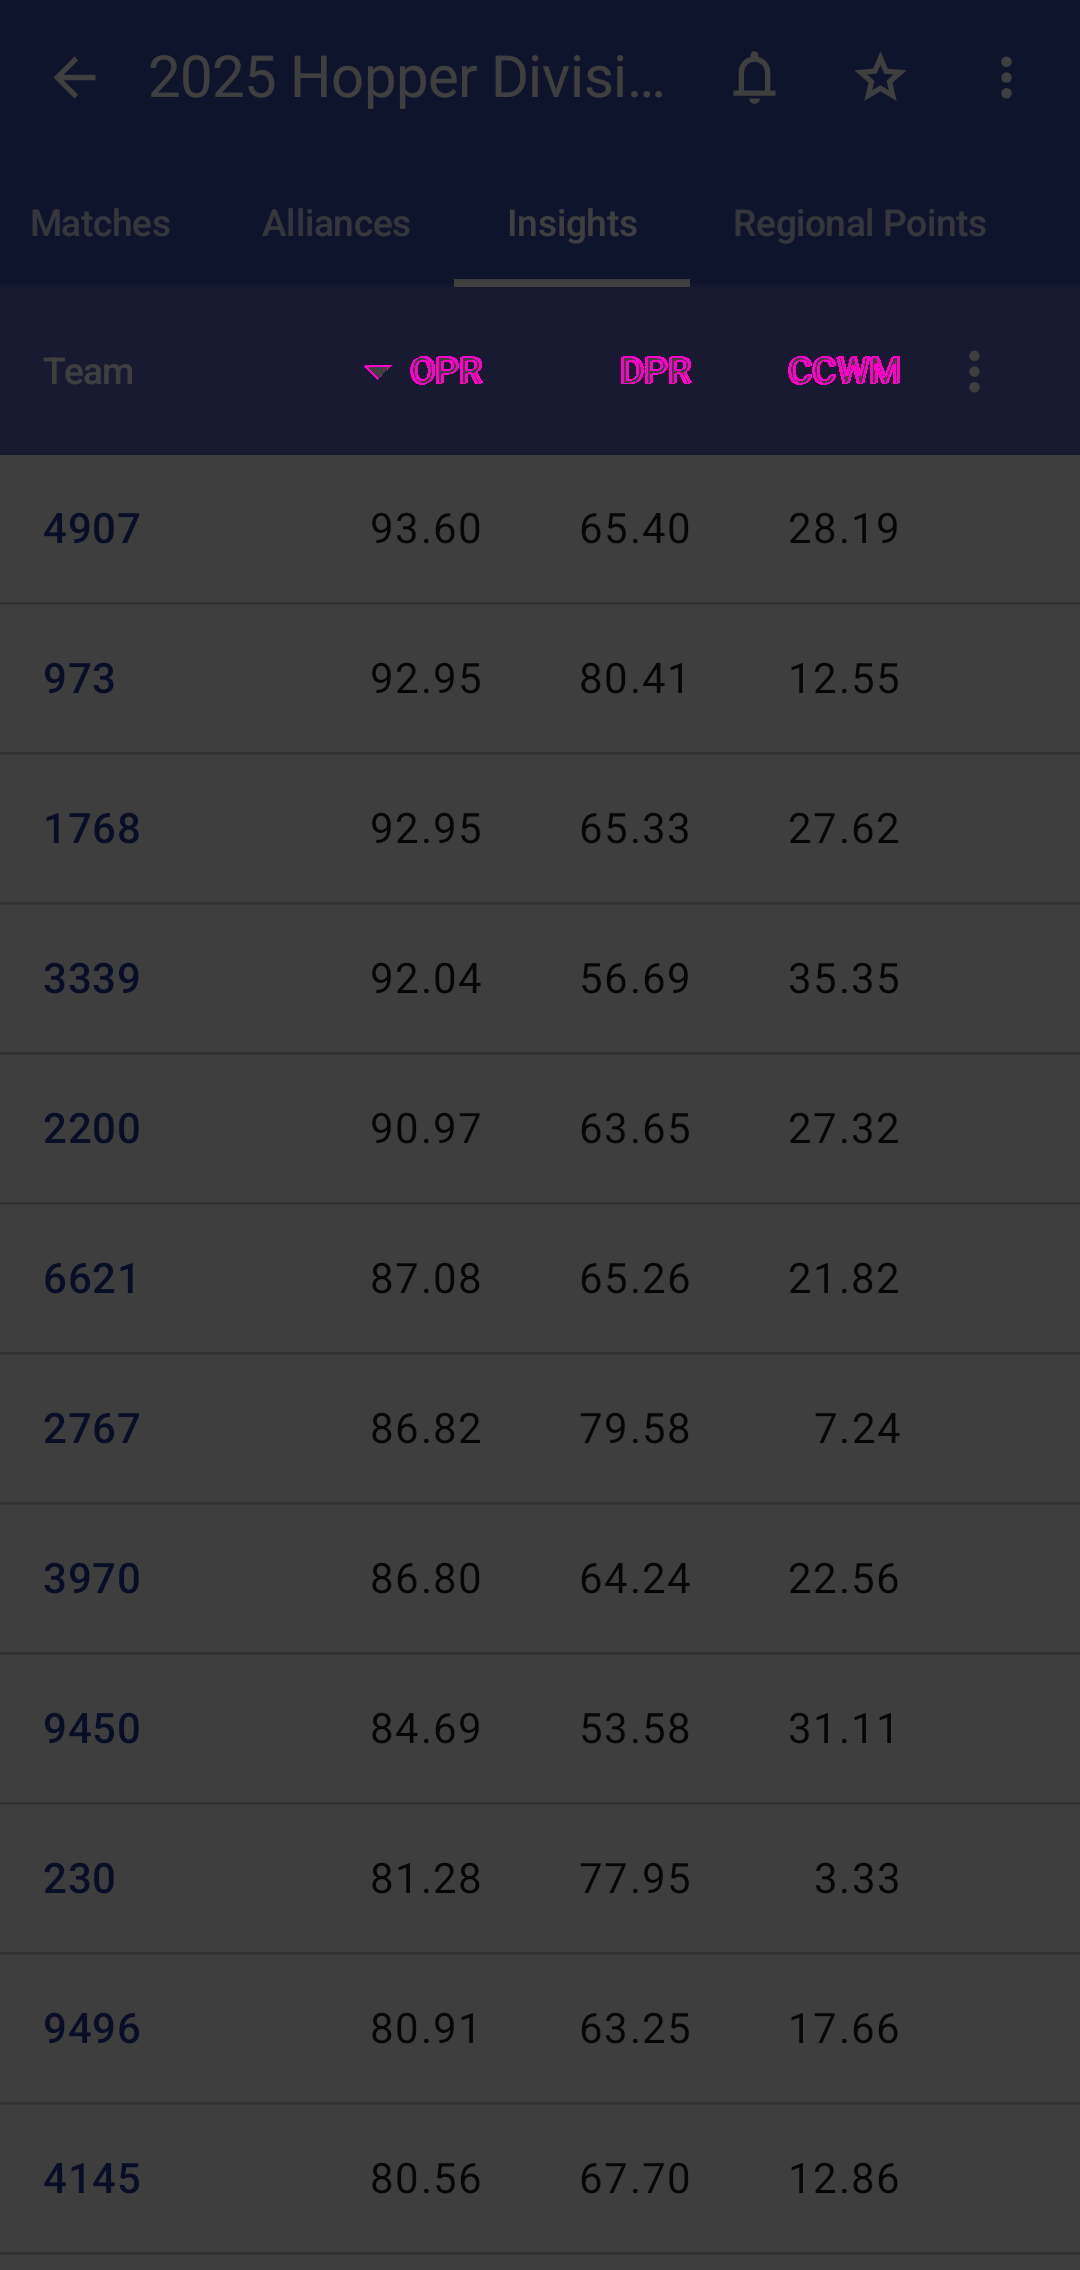 2025 Hopper Divisi...
Matches Alliances Insights Regional Points
Team OPR DPR CCWM
4907 93.60 65.40 28.19
973 92.95 80.41 12.55
1768 92.95 65.33 27.62
3339 92.04 56.69 35.35
2200 90.97 63.65 27.32
6621 87.08 65.26 21.82
2767 86.82 79.58 7.24
3970 86.80 64.24 22.56
9450 84.69 53.58 31.11
230 81.28 77.95 3.33
9496 80.91 63.25 17.66
4145 80.56 67.70 12.86